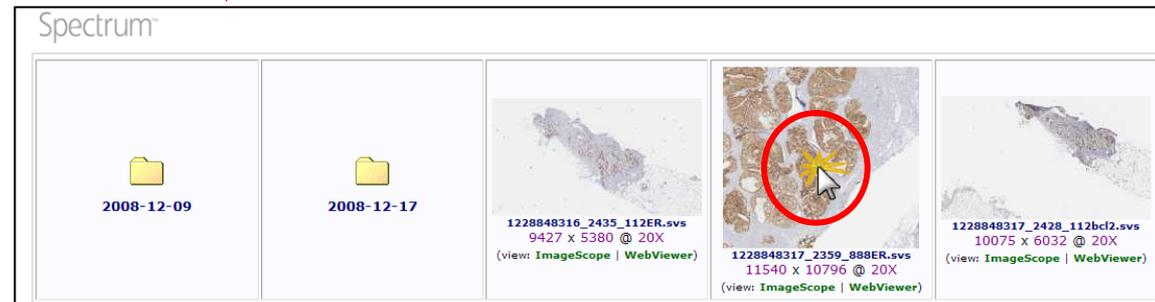 Spectrum™
2008-12-09
2008-12-17
1228848316_2435_112ER.svs
9427 x 5380 @ 20X
(view: ImageScope | WebViewer)
1228848317_2359_888ER.svs
11540 x 10796 @ 20X
(view: ImageScope | WebViewer)
1228848317_2428_112bcl2.svs
10075 x 6032 @ 20X
(view: ImageScope | WebViewer)